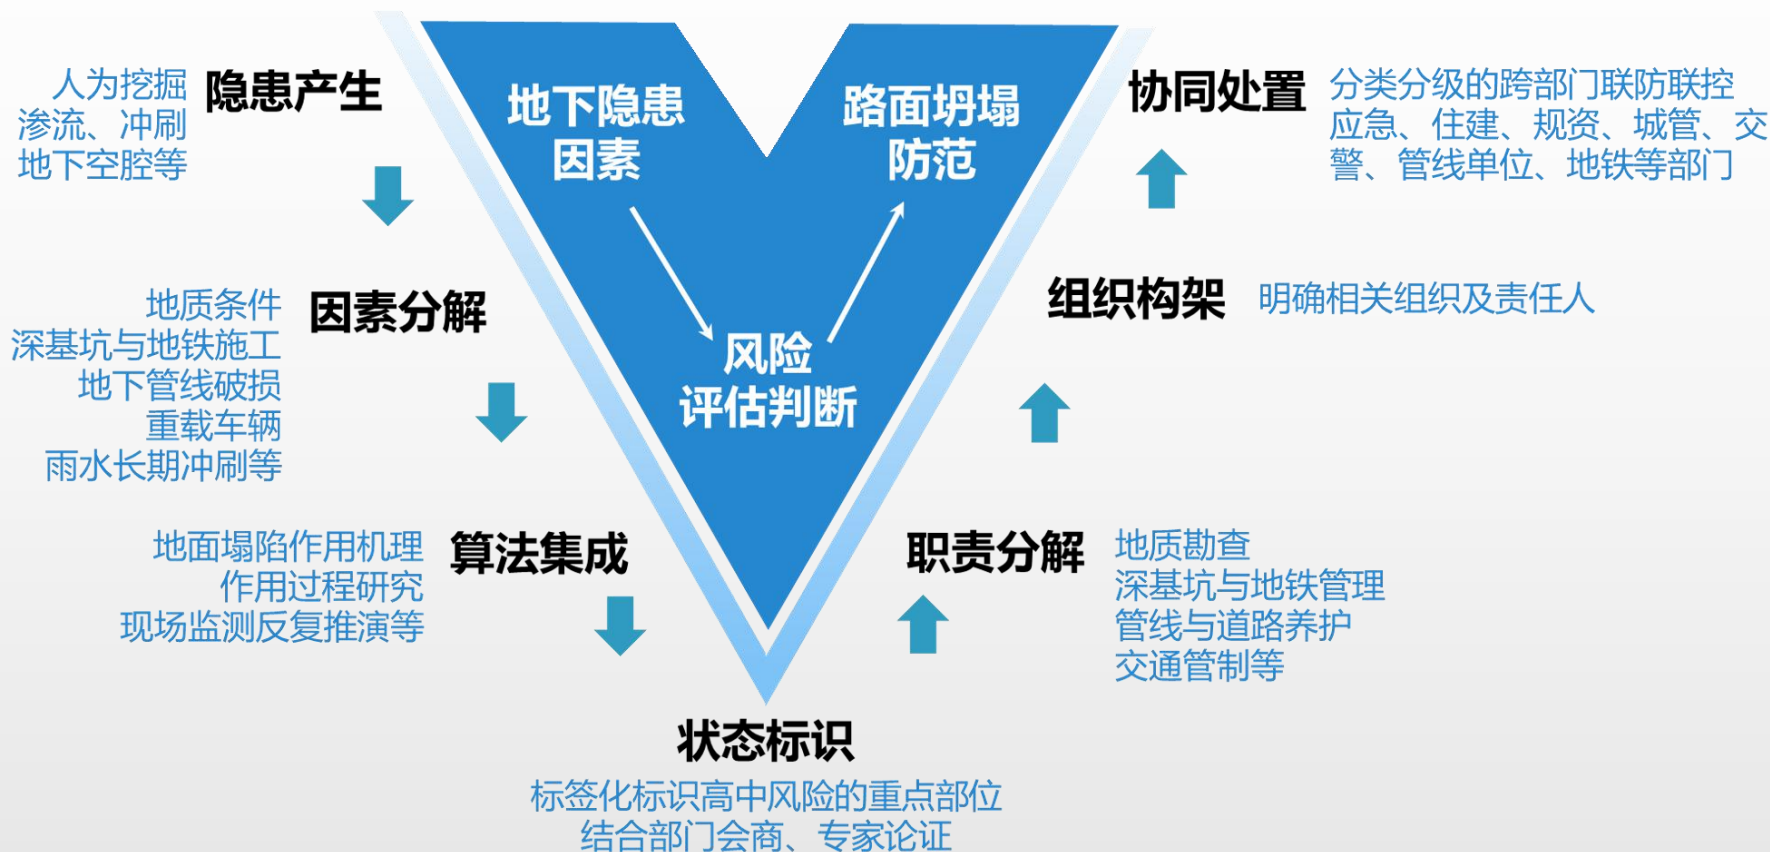 隐患产生
人为挖掘
渗流、冲刷
地下空腔等
因素分解
地质条件
深基坑与地铁施工
地下管线破损
重载车辆
雨水长期冲刷等
算法集成
地面塌陷作用机理
作用过程研究
现场监测反复推演等
地下隐患
因素
风险
评估判断
路面坍塌
防范
状态标识
标签化标识高中风险的重点部位
结合部门会商、专家论证
职责分解
地质勘查
深基坑与地铁管理
管线与道路养护
交通管制等
组织构架
明确相关组织及责任人
协同处置
分类分级的跨部门联防联控
应急、住建、规资、城管、交
警、管线单位、地铁等部门